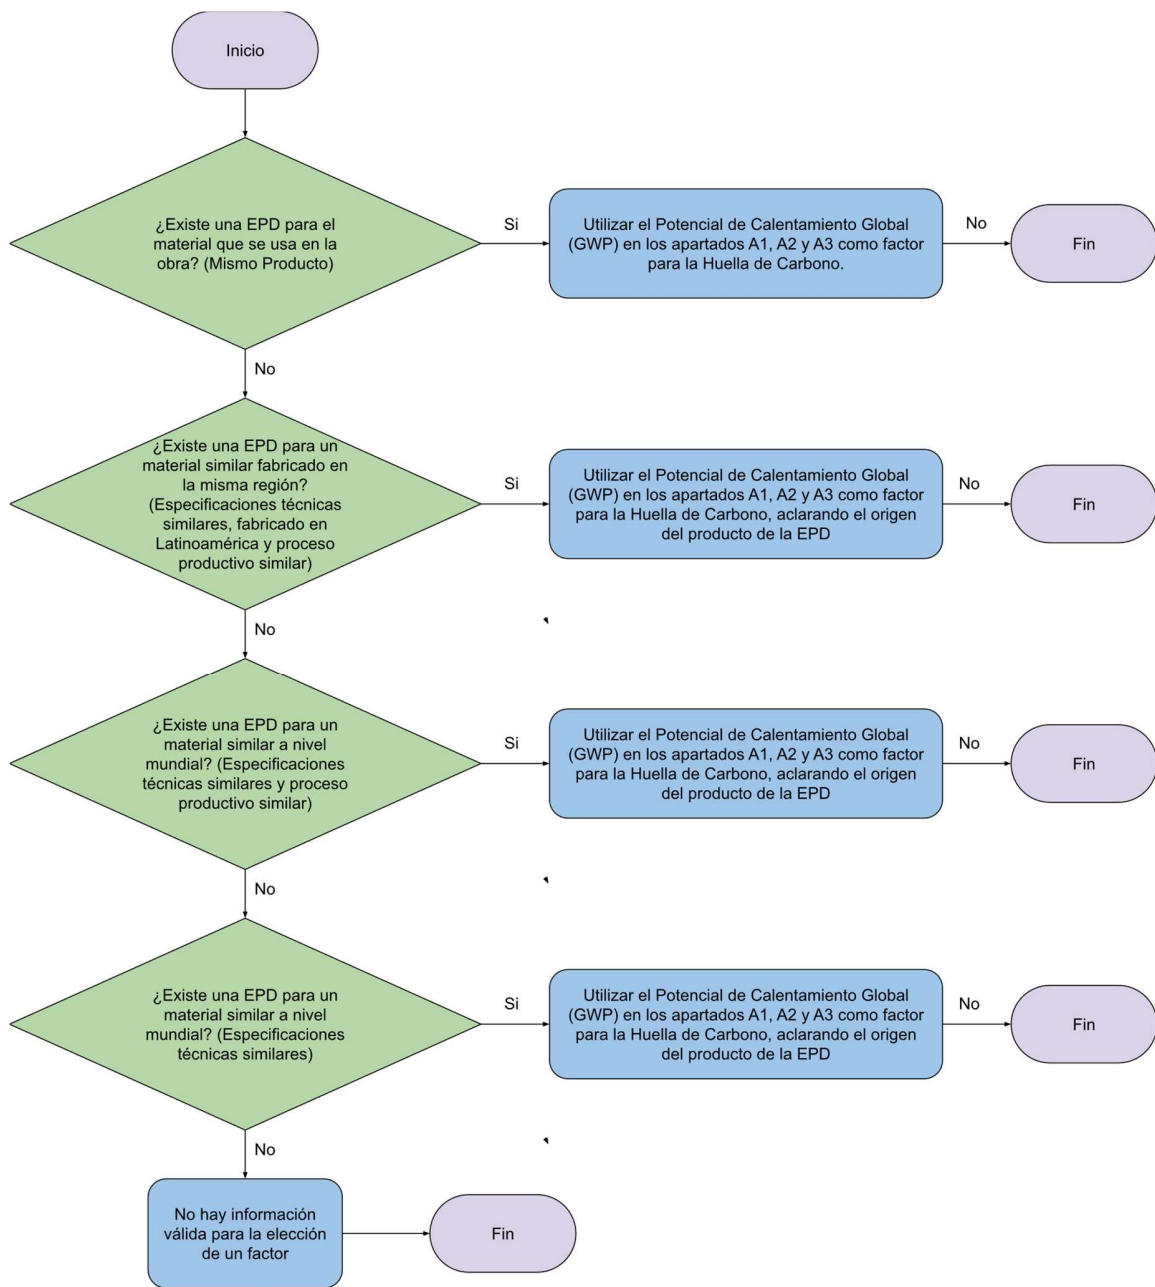 Inicio
¿Existe una EPD para el
material que se usa en la
obra? (Mismo Producto)
Si
Utilizar el Potencial de Calentamiento Global
(GWP) en los apartados A1, A2 y A3 como factor
para la Huella de Carbono.
No
Fin
No
¿Existe una EPD para un
material similar fabricado en
la misma región?
(Especificaciones técnicas
similares, fabricado en
Latinoamérica y proceso
productivo similar)
Si
Utilizar el Potencial de Calentamiento Global
(GWP) en los apartados A1, A2 y A3 como factor
para la Huella de Carbono, aclarando el origen
del producto de la EPD
No
Fin
No
¿Existe una EPD para un
material similar a nivel
mundial? (Especificaciones
técnicas similares y proceso
productivo similar)
Si
Utilizar el Potencial de Calentamiento Global
(GWP) en los apartados A1, A2 y A3 como factor
para la Huella de Carbono, aclarando el origen
del producto de la EPD
No
Fin
No
¿Existe una EPD para un
material similar a nivel
mundial? (Especificaciones
técnicas similares)
Si
Utilizar el Potencial de Calentamiento Global
(GWP) en los apartados A1, A2 y A3 como factor
para la Huella de Carbono, aclarando el origen
del producto de la EPD
No
Fin
No
No hay información
válida para la elección
de un factor
Fin